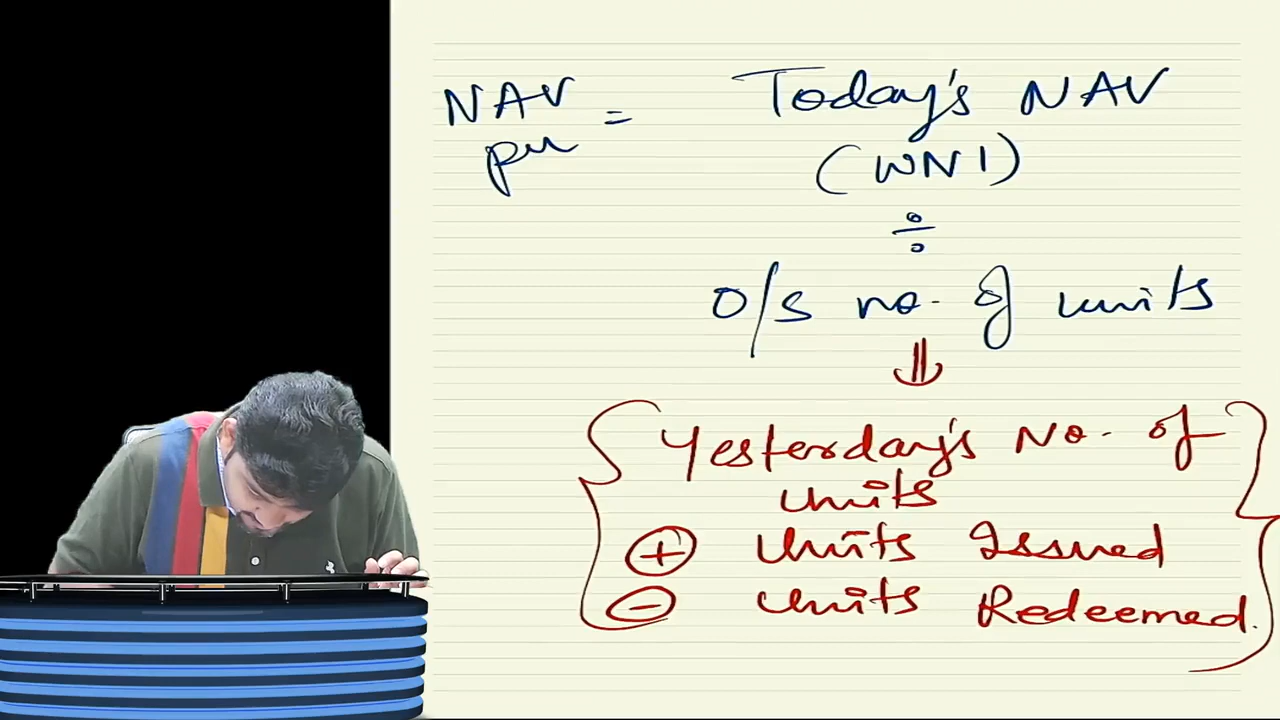 NAV per = Today's NAV
(WN1)
÷
O/S no. of units
⇓
Yesterday's No. of
units
⊕ units Issued
⊖ units Redeemed.